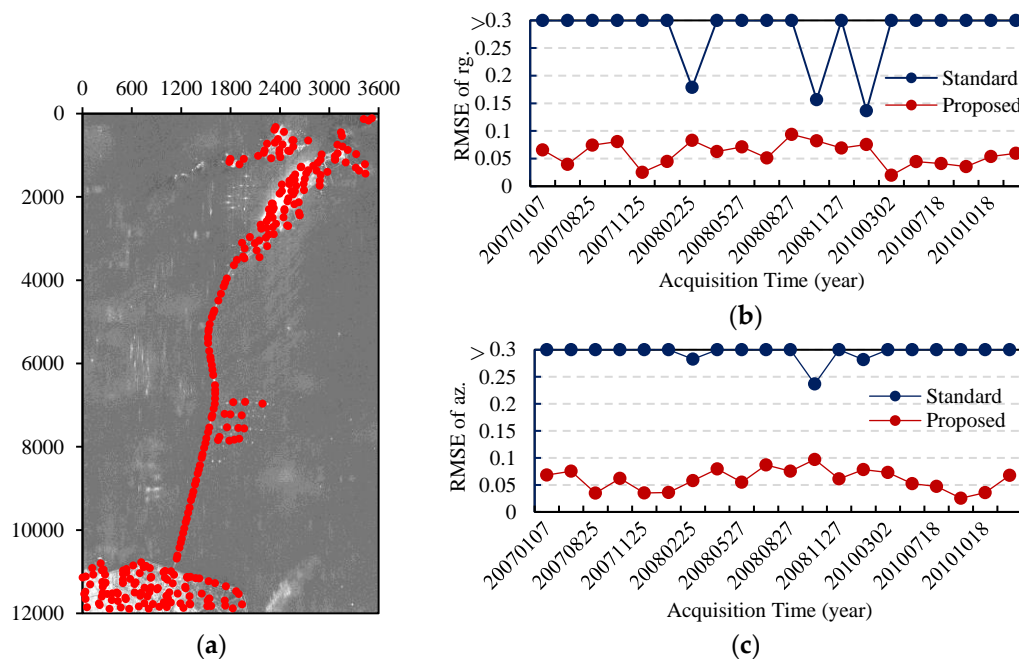 0 600 1200 1800 2400 3000 3600
0
2000
4000
6000
8000
10000
12000
(a)
> 0.3
0.25
0.2
0.15
0.1
0.05
0
RMSE of rg.
Standard
Proposed
20070107 20070825 20071125 20080225 20080527 20080827 20081127 20100302 20100718 20101018
Acquisition Time (year)
(b)
> 0.3
0.25
0.2
0.15
0.1
0.05
0
RMSE of az.
Standard
Proposed
20070107 20070825 20071125 20080225 20080527 20080827 20081127 20100302 20100718 20101018
Acquisition Time (year)
(c)